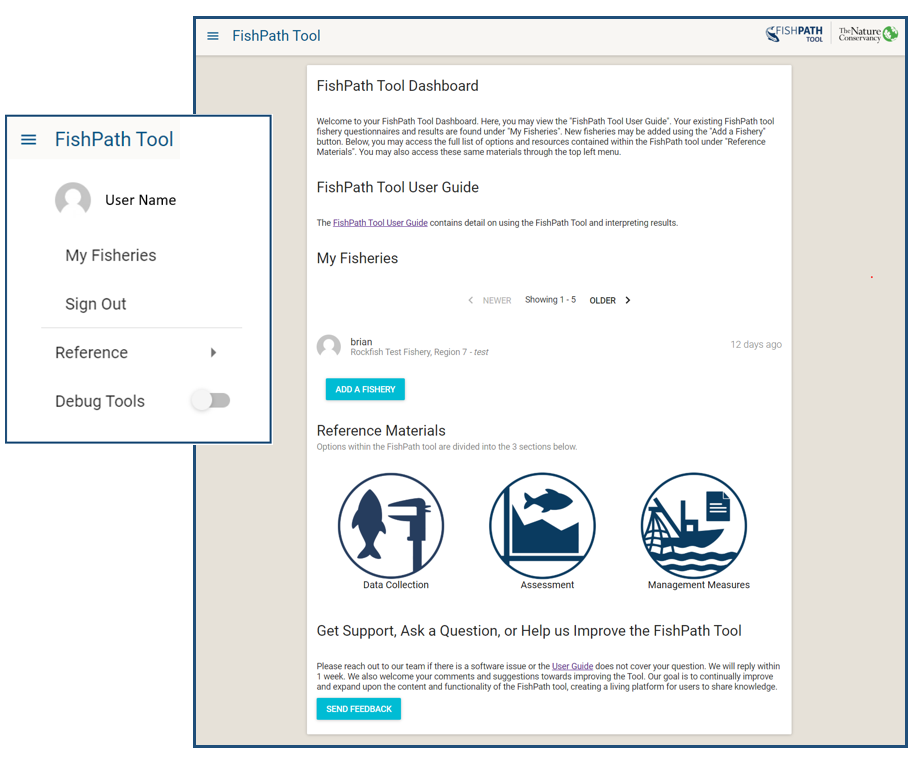 FishPath Tool
FISHPATH
TOOL
The Nature
Conservancy
FishPath Tool Dashboard
Welcome to your FishPath Tool Dashboard. Here, you may view the "FishPath Tool User Guide". Your existing FishPath tool
fishery questionnaires and results are found under "My Fisheries". New fisheries may be added using the "Add a Fishery"
button. Below, you may access the full list of options and resources contained within the FishPath tool under "Reference
Materials". You may also access these same materials through the top left menu.
FishPath Tool User Guide
The FishPath Tool User Guide contains detail on using the FishPath Tool and interpreting results.
My Fisheries
NEWER Showing 1 - 5 OLDER
brian
Rockfish Test Fishery, Region 7 - test
12 days ago
ADD A FISHERY
Reference Materials
Options within the FishPath tool are divided into the 3 sections below.
Data Collection
Assessment
Management Measures
Get Support, Ask a Question, or Help us Improve the FishPath Tool
Please reach out to our team if there is a software issue or the User Guide does not cover your question. We will reply within
1 week. We also welcome your comments and suggestions towards improving the Tool. Our goal is to continually improve
and expand upon the content and functionality of the FishPath tool, creating a living platform for users to share knowledge.
SEND FEEDBACK
FishPath Tool
User Name
My Fisheries
Sign Out
Reference
Debug Tools